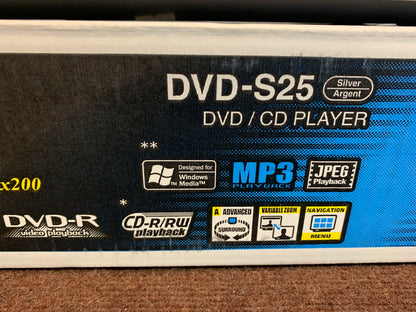 DVD-S25 Silver Argent
DVD / CD PLAYER
**
Designed for
Windows
Media™
MP3
PLAYBACK
JPEG
Playback
x200
DVD-R
video playback
*
CD-R/RW
playback
A ADVANCED
SURROUND
VARIABLE ZOOM
NAVIGATION
MENU